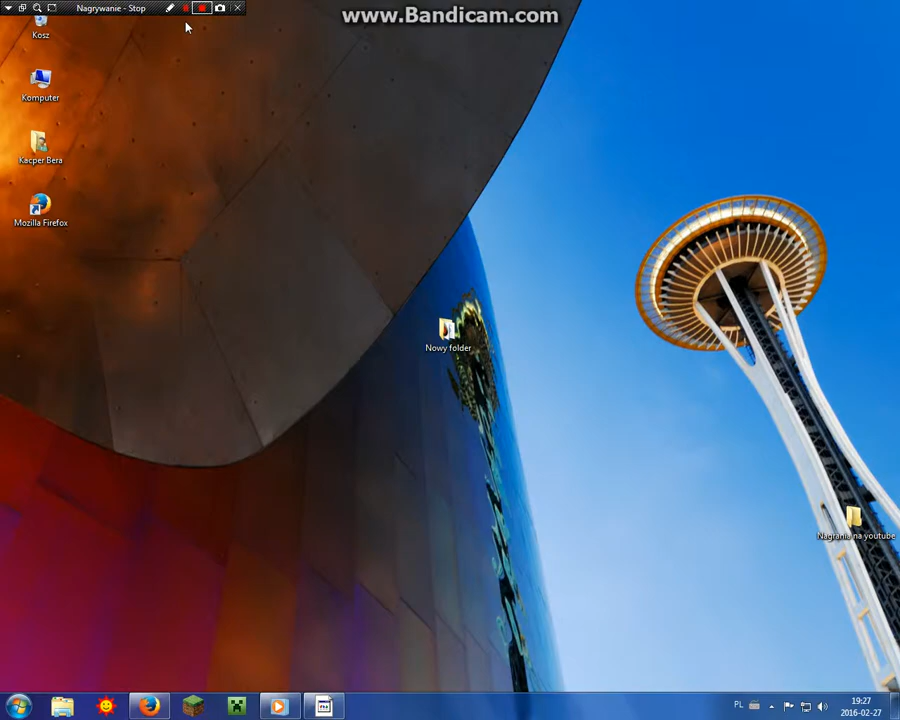 Nagrywanie - Stop
www.Bandicam.com
Kosz
Komputer
Kacper Bera
Mozilla Firefox
Nowy folder
Nagrania na youtube
PL
19:27
2016-02-27